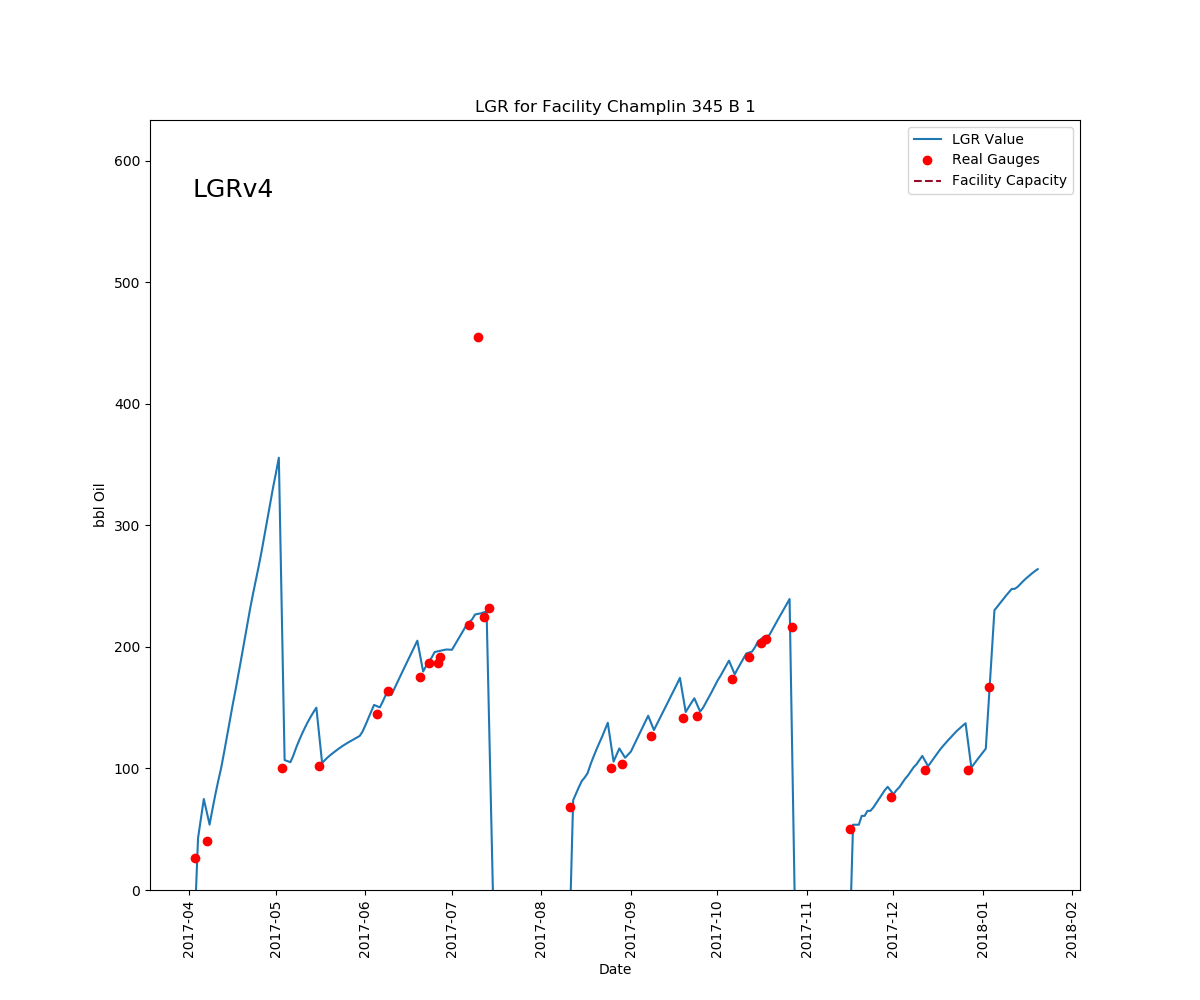 LGR for Facility Champlin 345 B 1
LGRv4
LGR Value
Real Gauges
Facility Capacity
600
500
400
300
200
100
0
bbl Oil
2017-04
2017-05
2017-06
2017-07
2017-08
2017-09
2017-10
2017-11
2017-12
2018-01
2018-02
Date